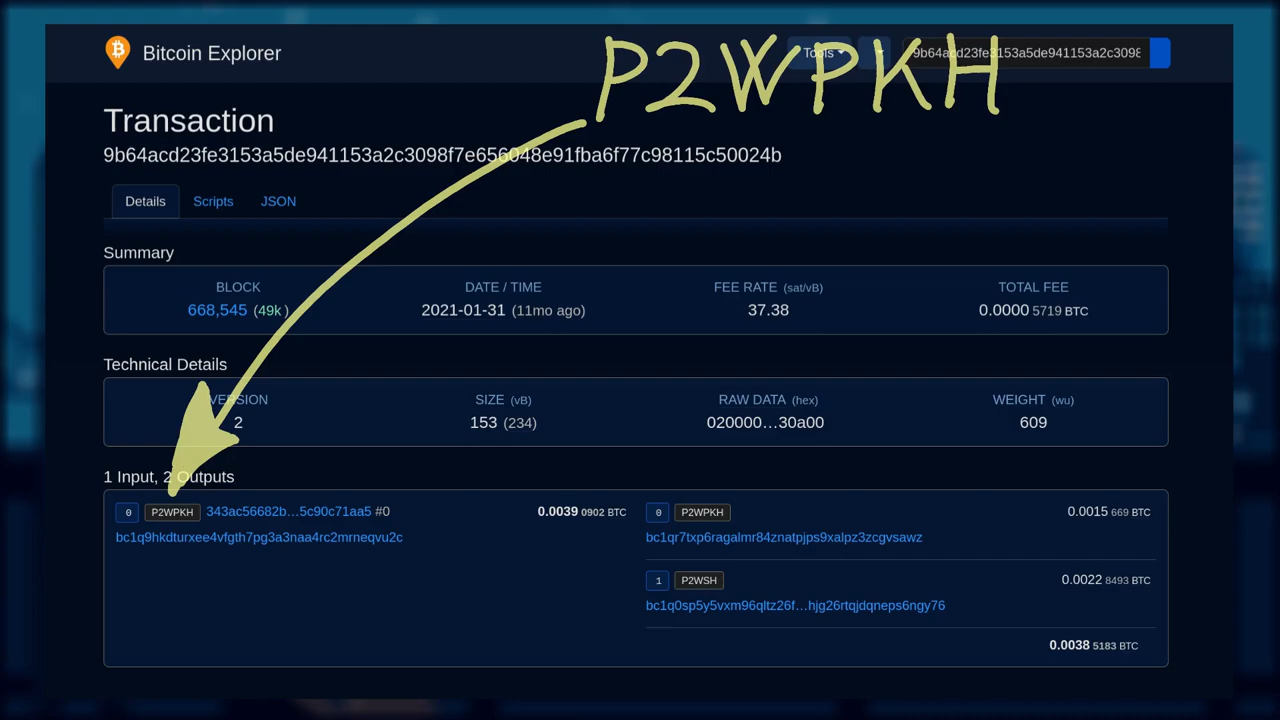 Bitcoin Explorer
P2WPKH
Tools
9b64acd23fe3153a5de941153a2c3098
Transaction
9b64acd23fe3153a5de941153a2c3098f7e656048e91fba6f77c98115c50024b
Details Scripts JSON
Summary
BLOCK DATE / TIME FEE RATE (sat/vB) TOTAL FEE
668,545 (49k) 2021-01-31 (11mo ago) 37.38 0.0000 5719 BTC
Technical Details
VERSION SIZE (vB) RAW DATA (hex) WEIGHT (wu)
2 153 (234) 020000…30a00 609
1 Input, 2 Outputs
0 P2WPKH 343ac56682b…5c90c71aa5 #0 0.0039 0902 BTC
bc1q9hkdturxee4vfgth7pg3a3naa4rc2mrneqvu2c
0 P2WPKH 0.0015 669 BTC
bc1qr7txp6ragalmr84znatpjps9xalpz3zcgvsawz
1 P2WSH 0.0022 8493 BTC
bc1q0sp5y5vxm96qltz26f…hjg26rtqjdqneps6ngy76
0.0038 5183 BTC